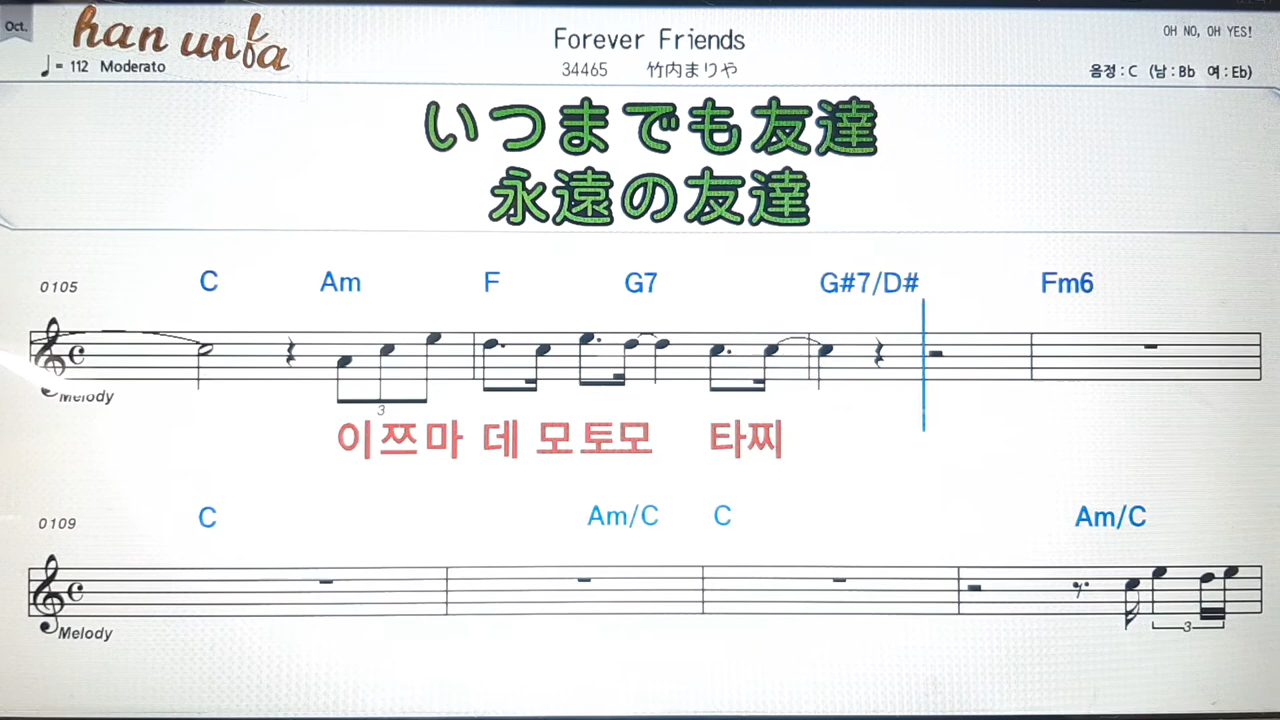 Oct.
han unfa
Forever Friends
OH NO, OH YES!
♩= 112 Moderato
34465 竹内まりや
음정:C (남:Bb 여:Eb)
いつまでも友達
永遠の友達
0105
C Am F G7 G#7/D# Fm6
Melody
3
이쯔마 데 모토모 타찌
0109
C Am/C C Am/C
Melody
3